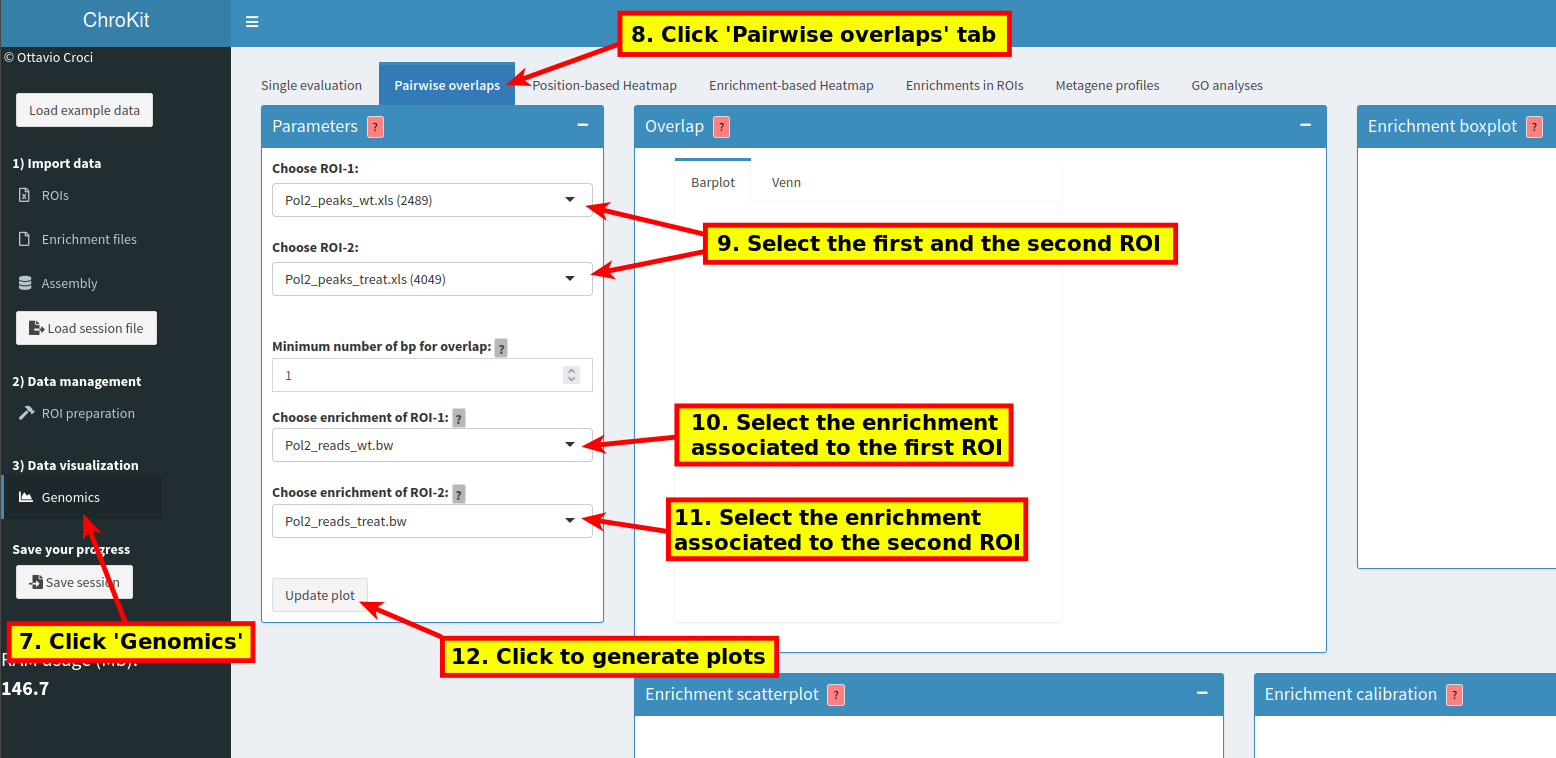 ChroKit
© Ottavio Croci
Load example data
1) Import data
ROIs
Enrichment files
Assembly
Load session file
2) Data management
ROI preparation
3) Data visualization
Genomics
Save your progress
Save session
7. Click 'Genomics'
RAM usage (Mb):
146.7
8. Click 'Pairwise overlaps' tab
Single evaluation
Pairwise overlaps
Position-based Heatmap
Enrichment-based Heatmap
Enrichments in ROIs
Metagene profiles
GO analyses
Parameters ?
Choose ROI-1:
Pol2_peaks_wt.xls (2489)
Choose ROI-2:
Pol2_peaks_treat.xls (4049)
Minimum number of bp for overlap: ?
1
Choose enrichment of ROI-1: ?
Pol2_reads_wt.bw
Choose enrichment of ROI-2: ?
Pol2_reads_treat.bw
Update plot
Overlap ?
Barplot
Venn
9. Select the first and the second ROI
10. Select the enrichment
associated to the first ROI
11. Select the enrichment
associated to the second ROI
12. Click to generate plots
Enrichment boxplot ?
Enrichment scatterplot ?
Enrichment calibration ?